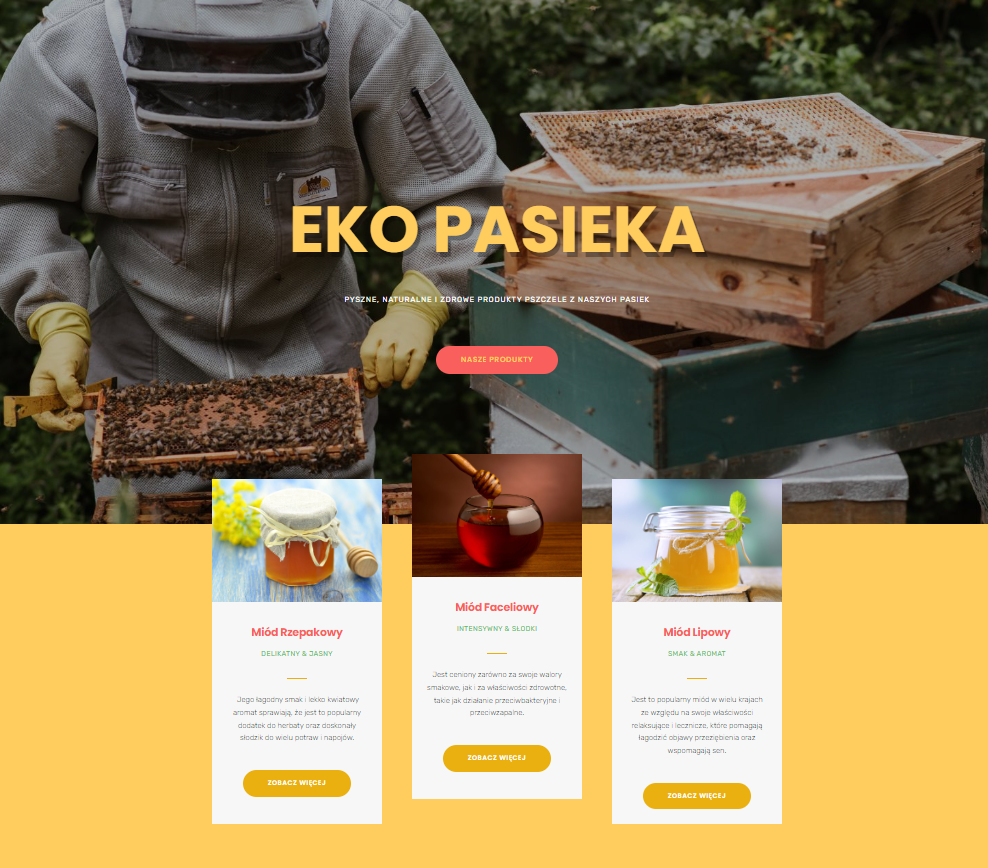 EKO PASIEKA
PYSZNE, NATURALNE I ZDROWE PRODUKTY PSZCZELE Z NASZYCH PASIEK
NASZE PRODUKTY
Miód Rzepakowy
DELIKATNY & JASNY
Jego łagodny smak i lekko kwiatowy
aromat sprawiają, że jest to popularny
dodatek do herbaty oraz doskonały
słodzik do wielu potraw i napojów.
ZOBACZ WIĘCEJ
Miód Faceliowy
INTENSYWNY & SŁODKI
Jest ceniony zarówno za swoje walory
smakowe, jak i za właściwości zdrowotne,
takie jak działanie przeciwbakteryjne i
przeciwzapalne.
ZOBACZ WIĘCEJ
Miód Lipowy
SMAK & AROMAT
Jest to popularny miód w wielu krajach
ze względu na swoje właściwości
relaksujące i lecznicze, które pomagają
łagodzić objawy przeziębienia oraz
wspomagają sen.
ZOBACZ WIĘCEJ